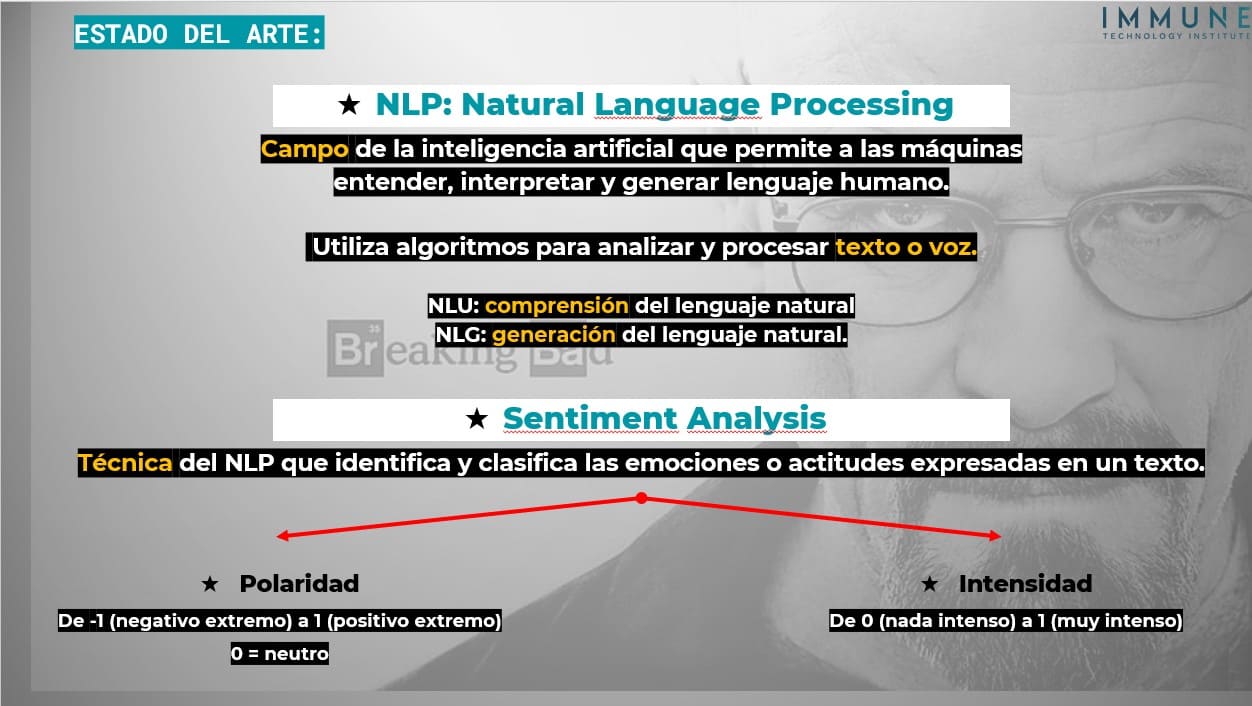 ESTADO DEL ARTE:
IMMUNE
TECHNOLOGY INSTITUTE
★ NLP: Natural Language Processing
Campo de la inteligencia artificial que permite a las máquinas
entender, interpretar y generar lenguaje humano.
Utiliza algoritmos para analizar y procesar texto o voz.
NLU: comprensión del lenguaje natural
NLG: generación del lenguaje natural.
35
Breaking Bad
★ Sentiment Analysis
Técnica del NLP que identifica y clasifica las emociones o actitudes expresadas en un texto.
★ Polaridad
De -1 (negativo extremo) a 1 (positivo extremo)
0 = neutro
★ Intensidad
De 0 (nada intenso) a 1 (muy intenso)